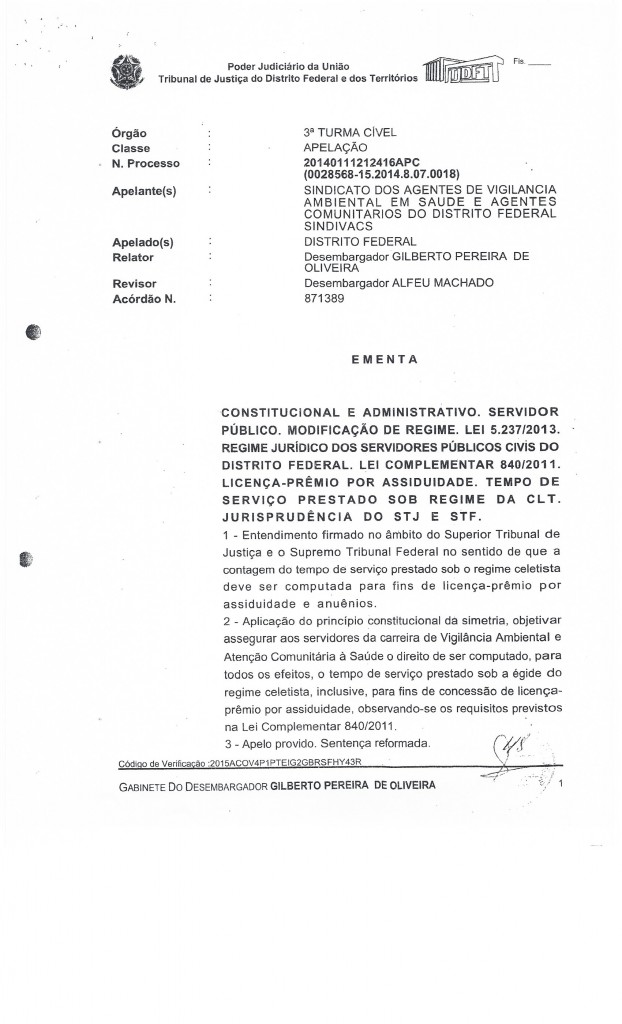 Poder Judiciário da União
Tribunal de Justiça do Distrito Federal e dos Territórios
TJDFT
Fls. ____
Órgão : 3ª TURMA CÍVEL
Classe : APELAÇÃO
N. Processo : 20140111212416APC
(0028568-15.2014.8.07.0018)
Apelante(s) : SINDICATO DOS AGENTES DE VIGILANCIA
AMBIENTAL EM SAUDE E AGENTES
COMUNITARIOS DO DISTRITO FEDERAL
SINDIVACS
Apelado(s) : DISTRITO FEDERAL
Relator : Desembargador GILBERTO PEREIRA DE
OLIVEIRA
Revisor : Desembargador ALFEU MACHADO
Acórdão N. : 871389
EMENTA
CONSTITUCIONAL E ADMINISTRATIVO. SERVIDOR
PÚBLICO. MODIFICAÇÃO DE REGIME. LEI 5.237/2013.
REGIME JURÍDICO DOS SERVIDORES PÚBLICOS CIVIS DO
DISTRITO FEDERAL. LEI COMPLEMENTAR 840/2011.
LICENÇA-PRÊMIO POR ASSIDUIDADE. TEMPO DE
SERVIÇO PRESTADO SOB REGIME DA CLT.
JURISPRUDÊNCIA DO STJ E STF.
1 - Entendimento firmado no âmbito do Superior Tribunal de
Justiça e o Supremo Tribunal Federal no sentido de que a
contagem do tempo de serviço prestado sob o regime celetista
deve ser computada para fins de licença-prêmio por
assiduidade e anuênios.
2 - Aplicação do princípio constitucional da simetria, objetivar
assegurar aos servidores da carreira de Vigilância Ambiental e
Atenção Comunitária à Saúde o direito de ser computado, para
todos os efeitos, o tempo de serviço prestado sob a égide do
regime celetista, inclusive, para fins de concessão de licença-
prêmio por assiduidade, observando-se os requisitos previstos
na Lei Complementar 840/2011.
3 - Apelo provido. Sentença reformada.
Código de Verificação :2015ACOV4P1PTEIG2GBRSFHY43R
GABINETE DO DESEMBARGADOR GILBERTO PEREIRA DE OLIVEIRA 1